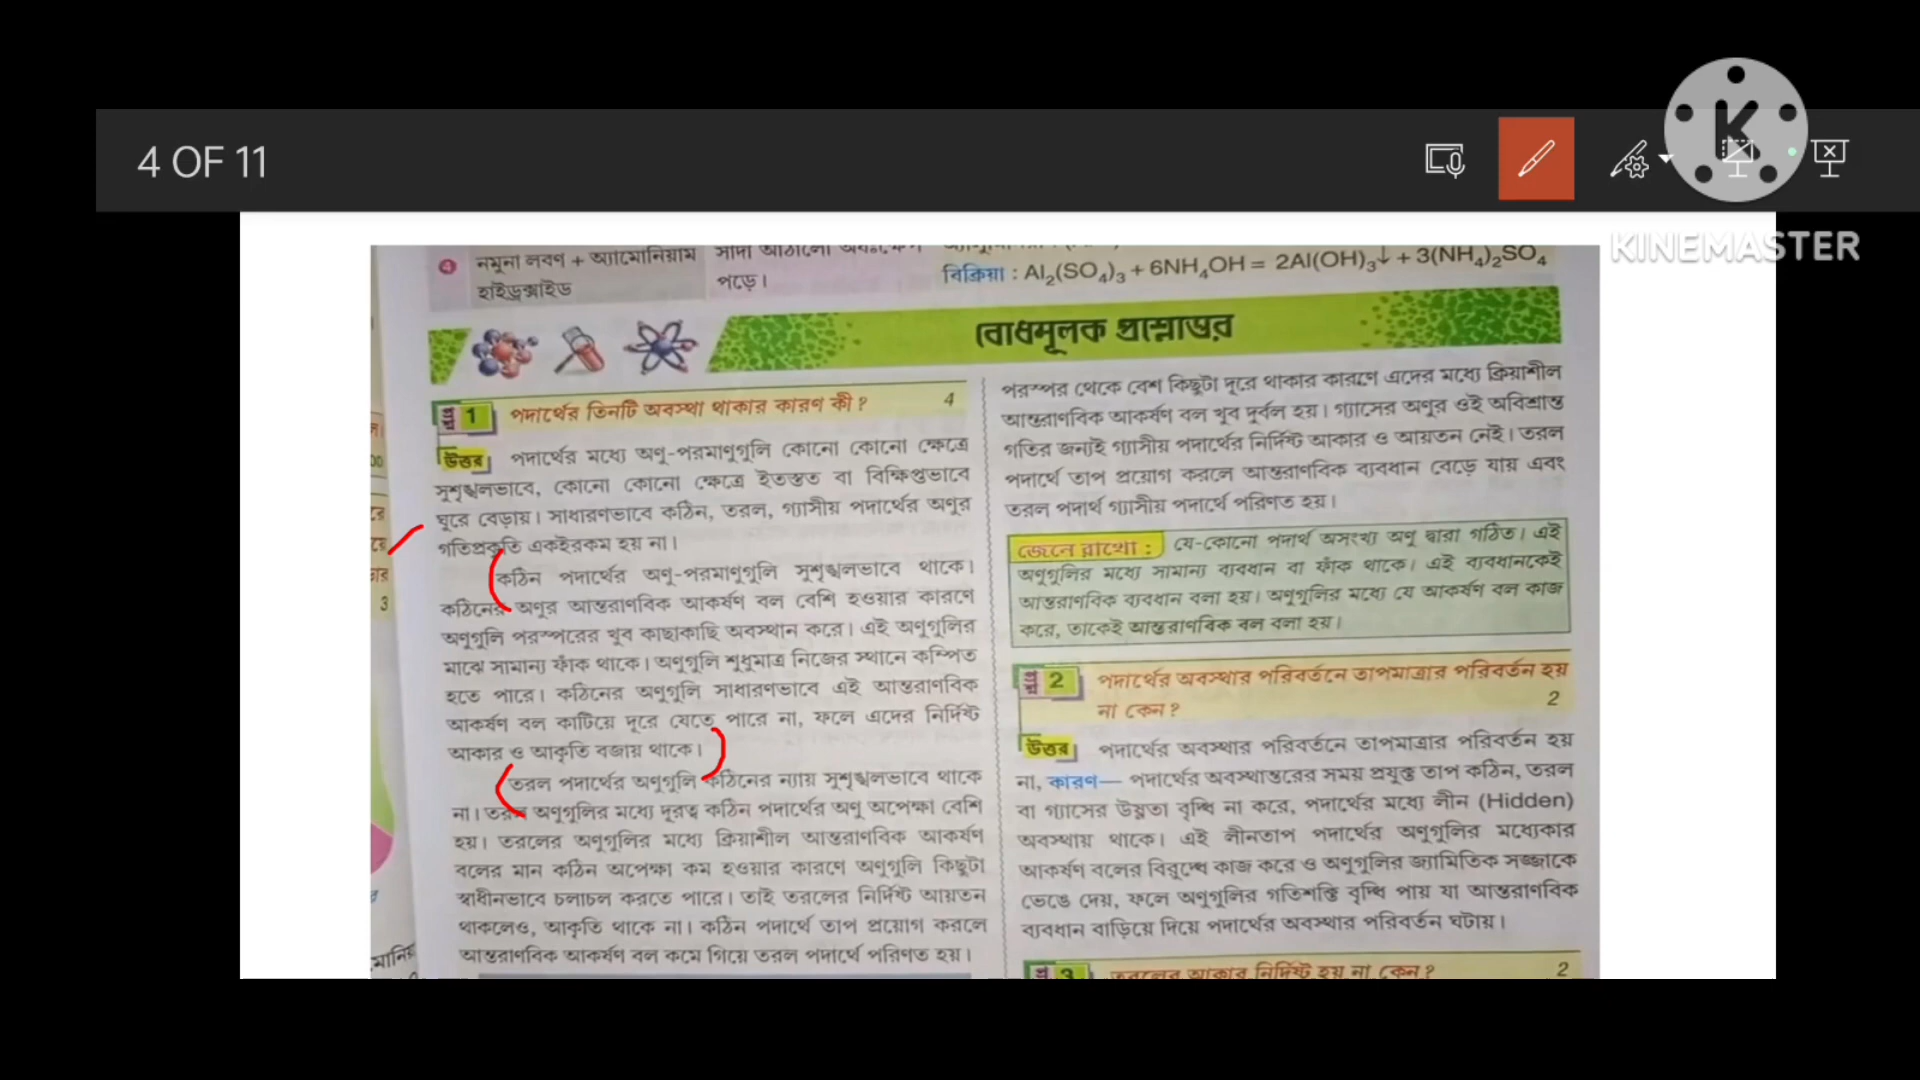 4 OF 11
KINEMASTER
4 নমুনা লবণ + অ্যামোনিয়াম
হাইড্রক্সাইড
সাদা আঠালো
পড়ে।
বিক্রিয়া : Al₂(SO₄)₃ + 6NH₄OH = 2Al(OH)₃↓ + 3(NH₄)₂SO₄
বোধমূলক প্রশ্নোত্তর
প্রশ্ন 1 পদার্থের তিনটি অবস্থা থাকার কারণ কী? 4
উত্তর পদার্থের মধ্যে অণু-পরমাণুগুলি কোনো কোনো ক্ষেত্রে
সুশৃঙ্খলভাবে, কোনো কোনো ক্ষেত্রে ইতস্তত বা বিক্ষিপ্তভাবে
ঘুরে বেড়ায়। সাধারণভাবে কঠিন, তরল, গ্যাসীয় পদার্থের অণুর
গতিপ্রকৃতি একইরকম হয় না।
কঠিন পদার্থের অণু-পরমাণুগুলি সুশৃঙ্খলভাবে থাকে।
কঠিনের অণুর আন্তরাণবিক আকর্ষণ বল বেশি হওয়ার কারণে
অণুগুলি পরস্পরের খুব কাছাকাছি অবস্থান করে। এই অণুগুলির
মাঝে সামান্য ফাঁক থাকে। অণুগুলি শুধুমাত্র নিজের স্থানে কম্পিত
হতে পারে। কঠিনের অণুগুলি সাধারণভাবে এই আন্তরাণবিক
আকর্ষণ বল কাটিয়ে দূরে যেতে পারে না, ফলে এদের নির্দিষ্ট
আকার ও আকৃতি বজায় থাকে।
তরল পদার্থের অণুগুলি কঠিনের ন্যায় সুশৃঙ্খলভাবে থাকে
না। তরল অণুগুলির মধ্যে দূরত্ব কঠিন পদার্থের অণু অপেক্ষা বেশি
হয়। তরলের অণুগুলির মধ্যে ক্রিয়াশীল আন্তরাণবিক আকর্ষণ
বলের মান কঠিন অপেক্ষা কম হওয়ার কারণে অণুগুলি কিছুটা
স্বাধীনভাবে চলাচল করতে পারে। তাই তরলের নির্দিষ্ট আয়তন
থাকলেও, আকৃতি থাকে না। কঠিন পদার্থে তাপ প্রয়োগ করলে
আন্তরাণবিক আকর্ষণ বল কমে গিয়ে তরল পদার্থে পরিণত হয়।
পরস্পর থেকে বেশ কিছুটা দূরে থাকার কারণে এদের মধ্যে ক্রিয়াশীল
আন্তরাণবিক আকর্ষণ বল খুব দুর্বল হয়। গ্যাসের অণুর ওই অবিশ্রান্ত
গতির জন্যই গ্যাসীয় পদার্থের নির্দিষ্ট আকার ও আয়তন নেই। তরল
পদার্থে তাপ প্রয়োগ করলে আন্তরাণবিক ব্যবধান বেড়ে যায় এবং
তরল পদার্থ গ্যাসীয় পদার্থে পরিণত হয়।
জেনে রাখো : যে-কোনো পদার্থ অসংখ্য অণু দ্বারা গঠিত। এই
অণুগুলির মধ্যে সামান্য ব্যবধান বা ফাঁক থাকে। এই ব্যবধানকেই
আন্তরাণবিক ব্যবধান বলা হয়। অণুগুলির মধ্যে যে আকর্ষণ বল কাজ
করে, তাকেই আন্তরাণবিক বল বলা হয়।
প্রশ্ন 2 পদার্থের অবস্থার পরিবর্তনে তাপমাত্রার পরিবর্তন হয়
না কেন? 2
উত্তর পদার্থের অবস্থার পরিবর্তনে তাপমাত্রার পরিবর্তন হয়
না, কারণ— পদার্থের অবস্থান্তরের সময় প্রযুক্ত তাপ কঠিন, তরল
বা গ্যাসের উষ্ণতা বৃদ্ধি না করে, পদার্থের মধ্যে লীন (Hidden)
অবস্থায় থাকে। এই লীনতাপ পদার্থের অণুগুলির মধ্যেকার
আকর্ষণ বলের বিরুদ্ধে কাজ করে ও অণুগুলির জ্যামিতিক সজ্জাকে
ভেঙে দেয়, ফলে অণুগুলির গতিশক্তি বৃদ্ধি পায় যা আন্তরাণবিক
ব্যবধান বাড়িয়ে দিয়ে পদার্থের অবস্থার পরিবর্তন ঘটায়।
প্রশ্ন 3 তরলের আকার নির্দিষ্ট হয় না কেন? 2